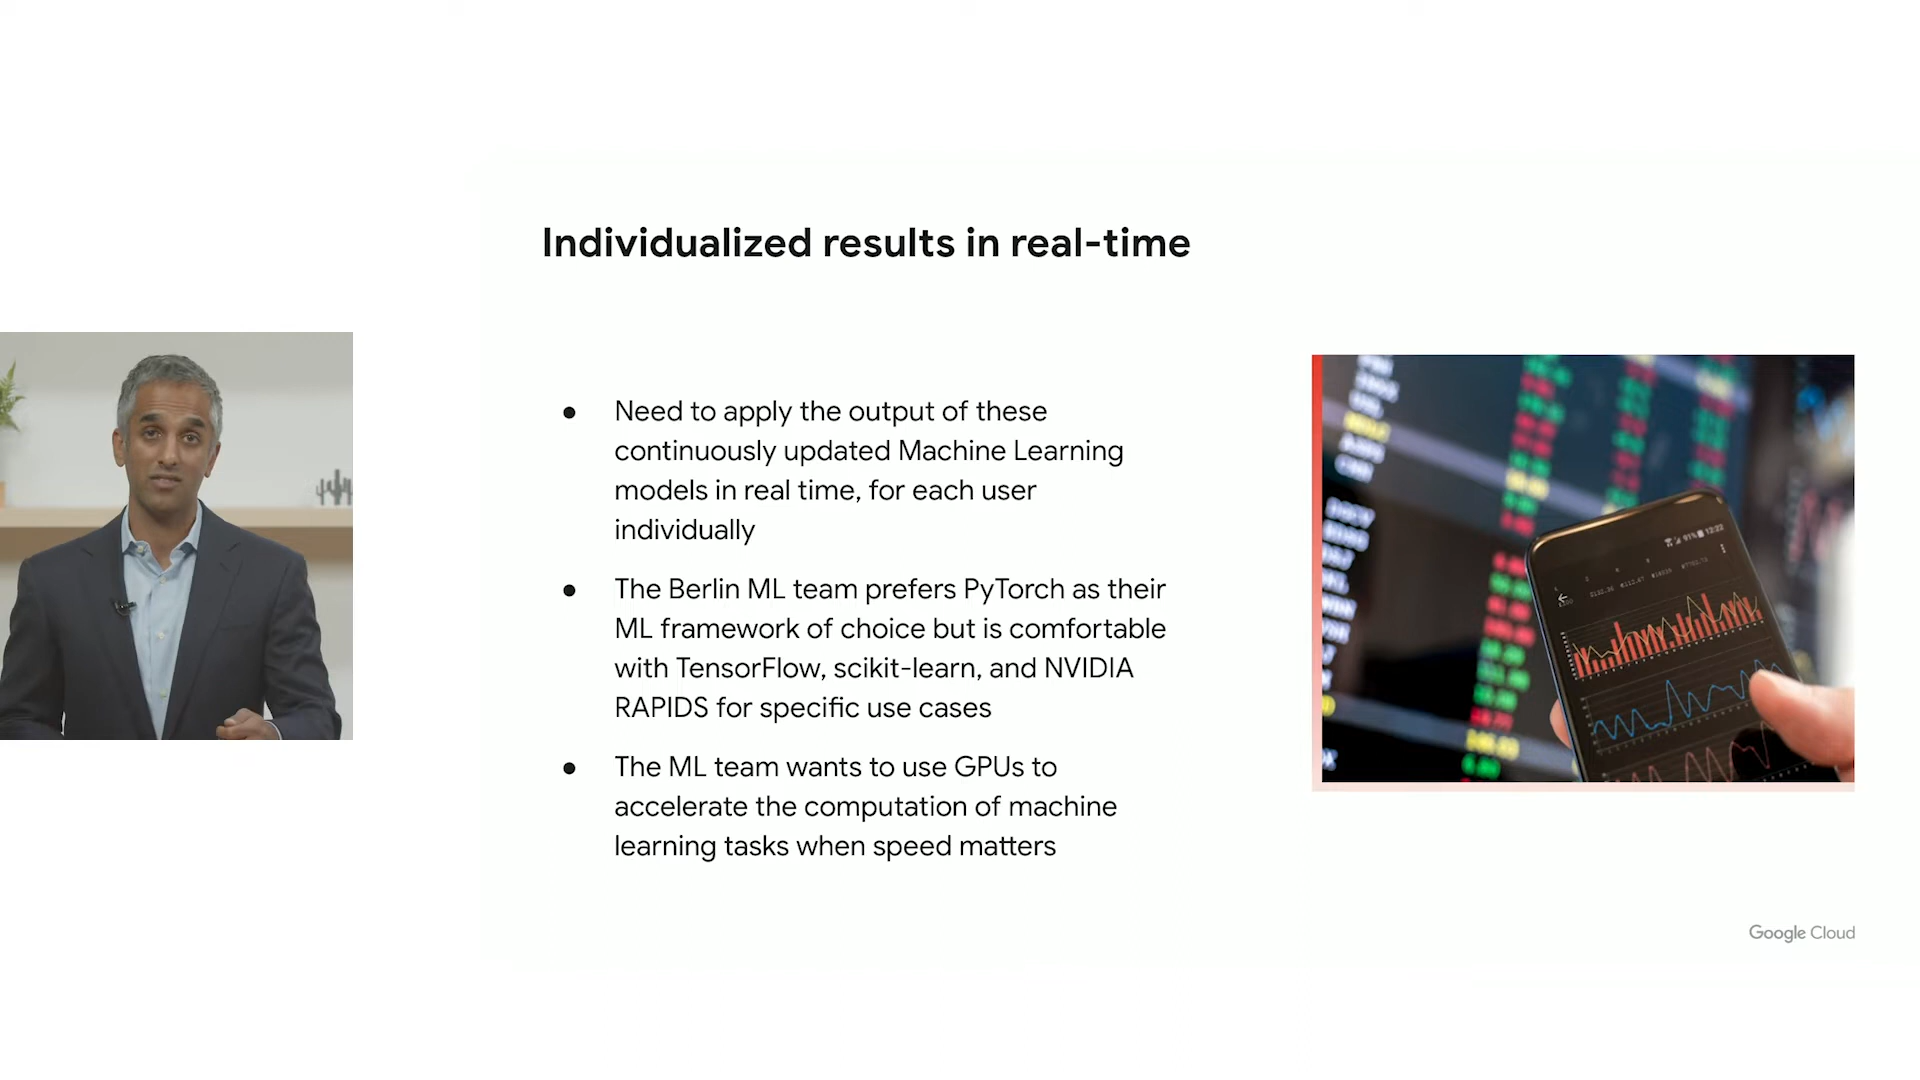 Individualized results in real-time
● Need to apply the output of these
continuously updated Machine Learning
models in real time, for each user
individually
● The Berlin ML team prefers PyTorch as their
ML framework of choice but is comfortable
with TensorFlow, scikit-learn, and NVIDIA
RAPIDS for specific use cases
● The ML team wants to use GPUs to
accelerate the computation of machine
learning tasks when speed matters
91% 12:22
Google Cloud